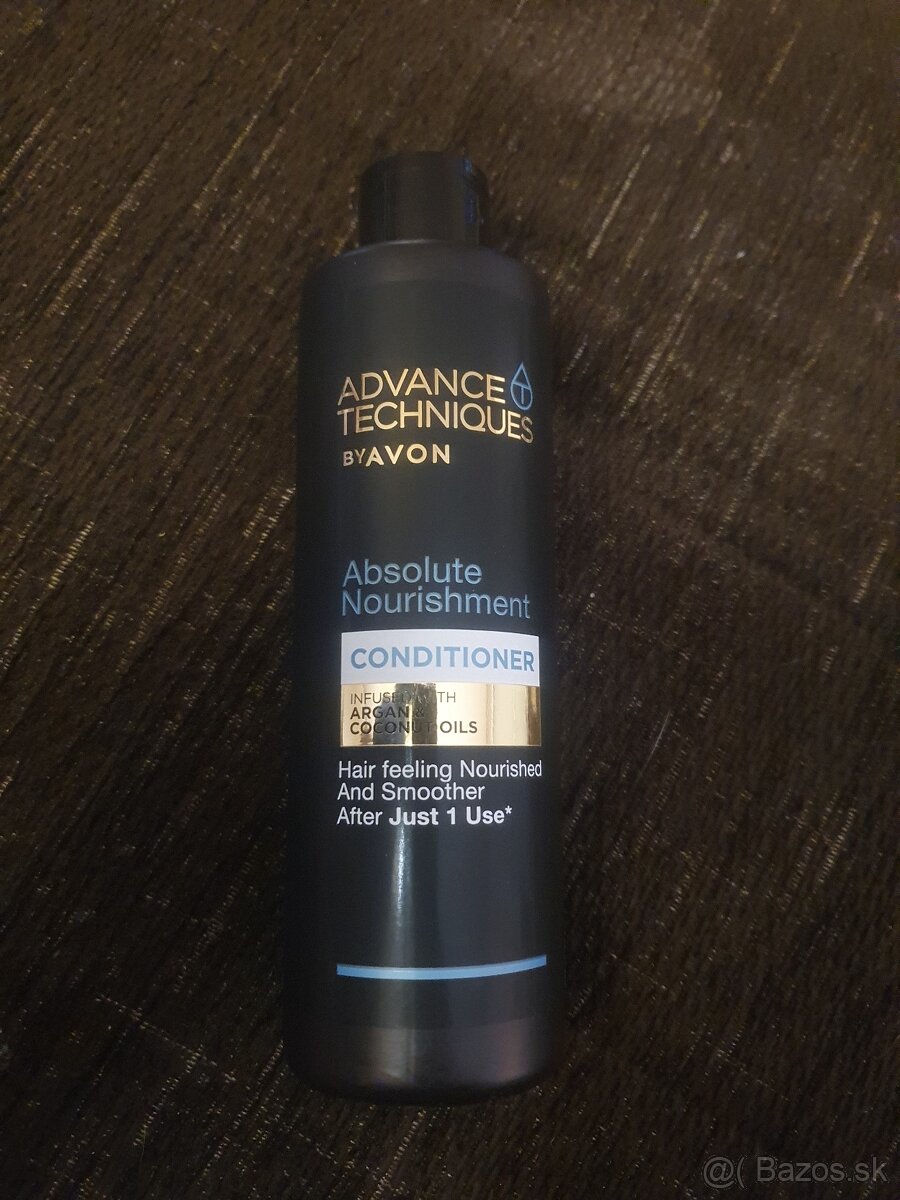 ADVANCE
TECHNIQUES
BY AVON
Absolute
Nourishment
CONDITIONER
INFUSED WITH
ARGAN &
COCONUT OILS
Hair feeling Nourished
And Smoother
After Just 1 Use*
@( Bazos.sk